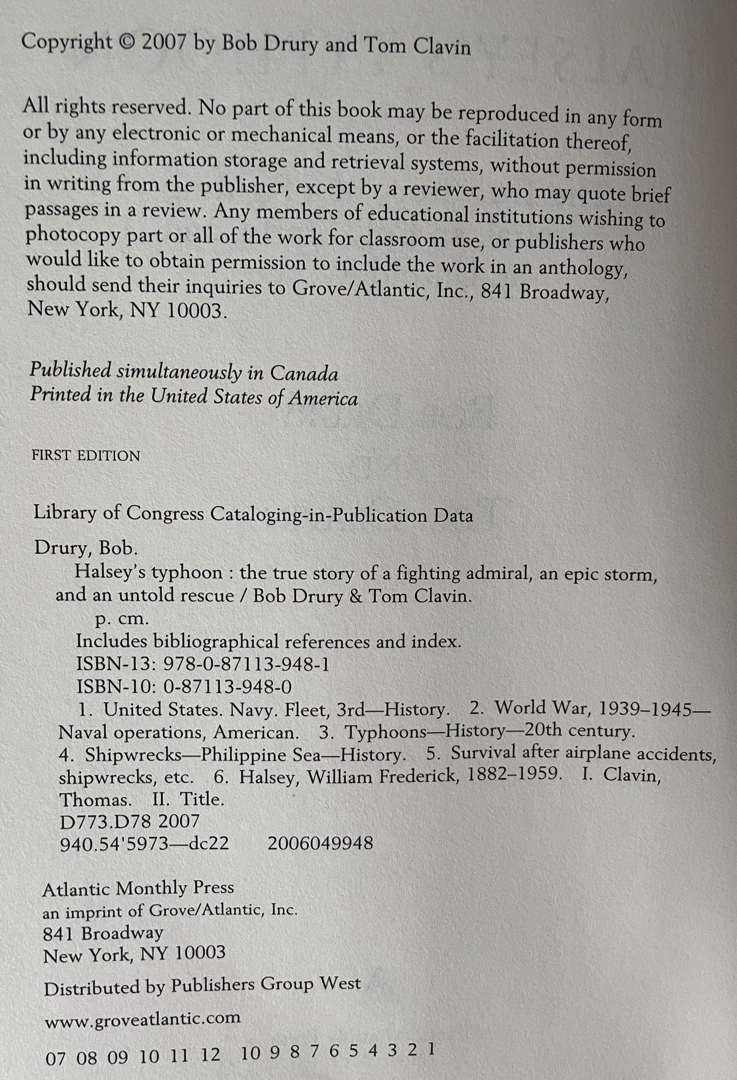 Copyright © 2007 by Bob Drury and Tom Clavin
All rights reserved. No part of this book may be reproduced in any form
or by any electronic or mechanical means, or the facilitation thereof,
including information storage and retrieval systems, without permission
in writing from the publisher, except by a reviewer, who may quote brief
passages in a review. Any members of educational institutions wishing to
photocopy part or all of the work for classroom use, or publishers who
would like to obtain permission to include the work in an anthology,
should send their inquiries to Grove/Atlantic, Inc., 841 Broadway,
New York, NY 10003.
Published simultaneously in Canada
Printed in the United States of America
FIRST EDITION
Library of Congress Cataloging-in-Publication Data
Drury, Bob.
Halsey's typhoon : the true story of a fighting admiral, an epic storm,
and an untold rescue / Bob Drury & Tom Clavin.
p. cm.
Includes bibliographical references and index.
ISBN-13: 978-0-87113-948-1
ISBN-10: 0-87113-948-0
1. United States. Navy. Fleet, 3rd—History. 2. World War, 1939–1945—
Naval operations, American. 3. Typhoons—History—20th century.
4. Shipwrecks—Philippine Sea—History. 5. Survival after airplane accidents,
shipwrecks, etc. 6. Halsey, William Frederick, 1882–1959. I. Clavin,
Thomas. II. Title.
D773.D78 2007
940.54'5973—dc22 2006049948
Atlantic Monthly Press
an imprint of Grove/Atlantic, Inc.
841 Broadway
New York, NY 10003
Distributed by Publishers Group West
www.groveatlantic.com
07 08 09 10 11 12 10 9 8 7 6 5 4 3 2 1